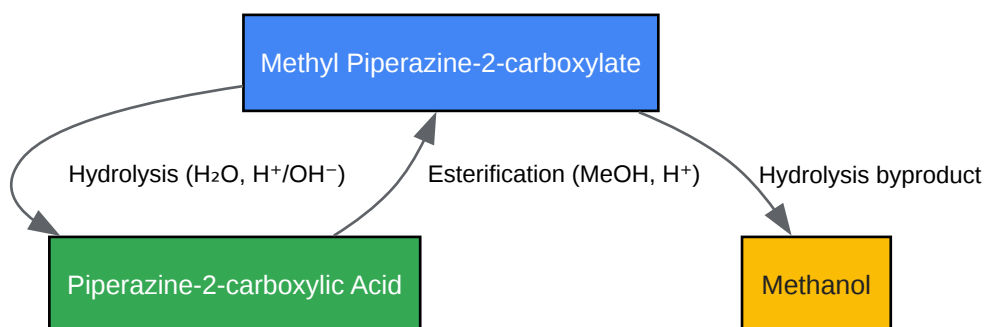 Methyl Piperazine-2-carboxylate
Hydrolysis (H₂O, H⁺/OH⁻)
Esterification (MeOH, H⁺)
Hydrolysis byproduct
Piperazine-2-carboxylic Acid
Methanol